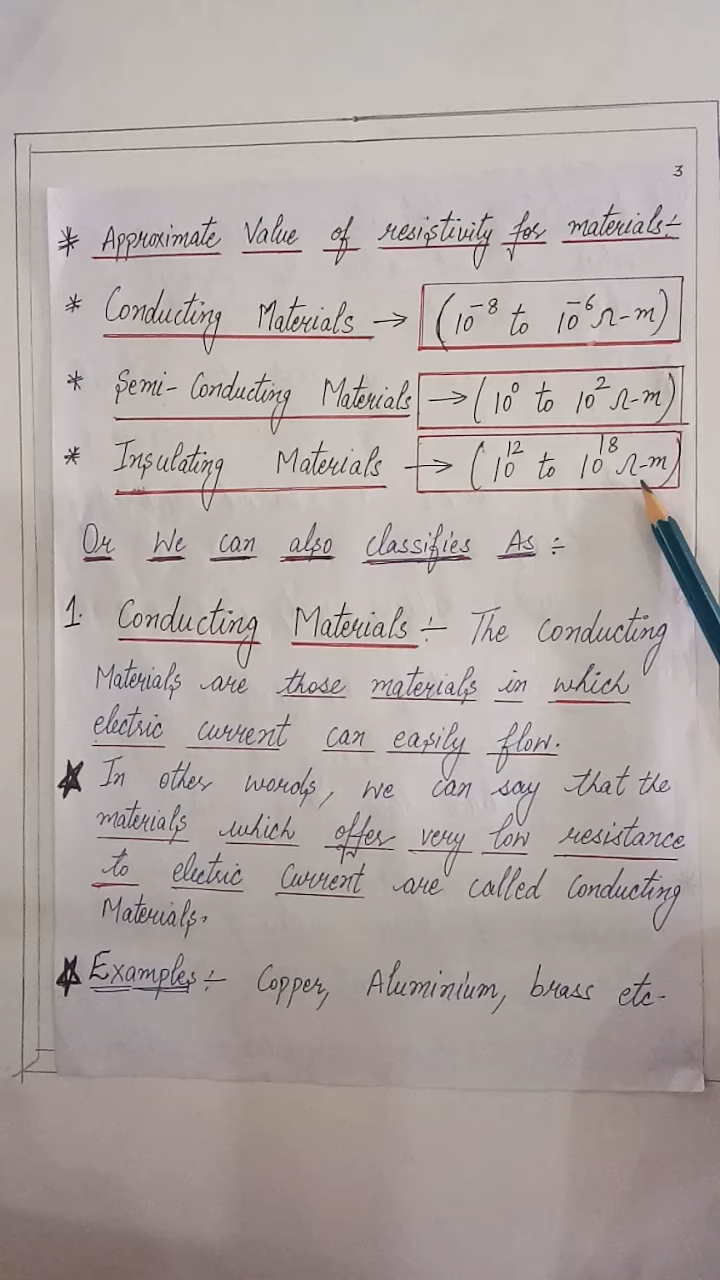 3
* Approximate Value of resistivity for materials:-
* Conducting Materials → (10⁻⁸ to 10⁻⁶ Ω-m)
* Semi-Conducting Materials → (10⁰ to 10² Ω-m)
* Insulating Materials → (10¹² to 10¹⁸ Ω-m)
Or We can also classifies As :-
1. Conducting Materials :- The conducting
Materials are those materials in which
electric current can easily flow.
★ In other words, we can say that the
materials which offer very low resistance
to electric current are called Conducting
Materials.
★ Examples :- Copper, Aluminium, brass etc-